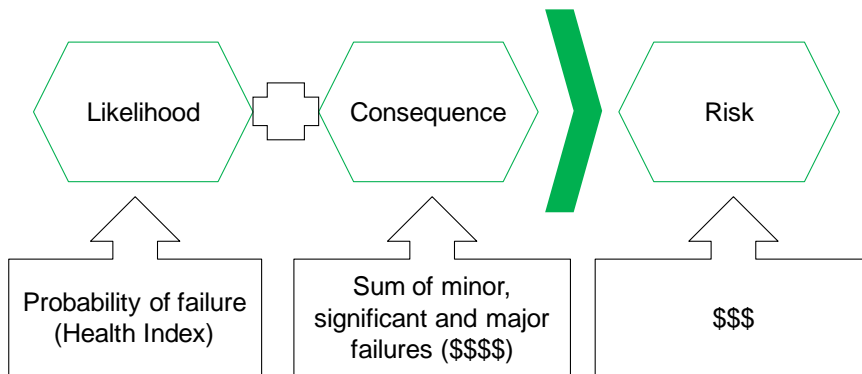 Likelihood
Consequence
Risk
Probability of failure
(Health Index)
Sum of minor,
significant and major
failures ($$$$)
$$$